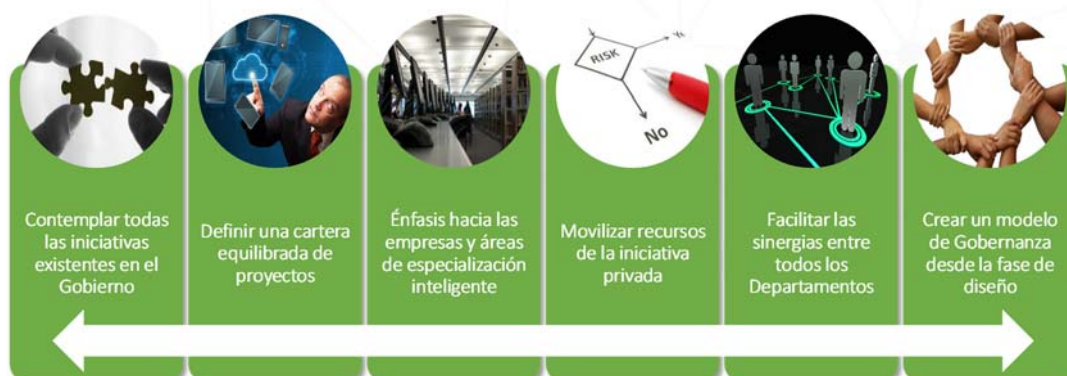 RISK
Yes
No
Contemplar todas
las iniciativas
existentes en el
Gobierno
Definir una cartera
equilibrada de
proyectos
Énfasis hacia las
empresas y áreas
de especialización
inteligente
Movilizar recursos
de la iniciativa
privada
Facilitar las
sinergias entre
todos los
Departamentos
Crear un modelo
de Gobernanza
desde la fase de
diseño